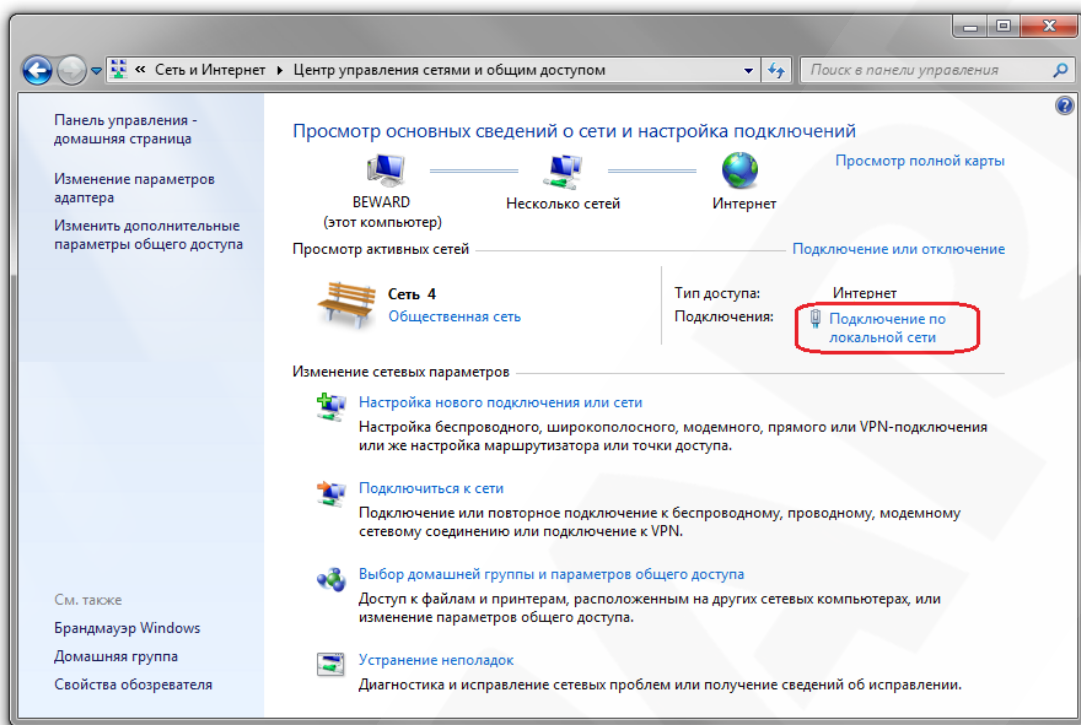 « Сеть и Интернет ▸ Центр управления сетями и общим доступом
Поиск в панели управления
Панель управления -
домашняя страница
Изменение параметров
адаптера
Изменить дополнительные
параметры общего доступа
См. также
Брандмауэр Windows
Домашняя группа
Свойства обозревателя
Просмотр основных сведений о сети и настройка подключений
Просмотр полной карты
BEWARD
(этот компьютер)
Несколько сетей
Интернет
Просмотр активных сетей
Подключение или отключение
Сеть 4
Общественная сеть
Тип доступа: Интернет
Подключения: Подключение по
локальной сети
Изменение сетевых параметров
Настройка нового подключения или сети
Настройка беспроводного, широкополосного, модемного, прямого или VPN-подключения
или же настройка маршрутизатора или точки доступа.
Подключиться к сети
Подключение или повторное подключение к беспроводному, проводному, модемному
сетевому соединению или подключение к VPN.
Выбор домашней группы и параметров общего доступа
Доступ к файлам и принтерам, расположенным на других сетевых компьютерах, или
изменение параметров общего доступа.
Устранение неполадок
Диагностика и исправление сетевых проблем или получение сведений об исправлении.